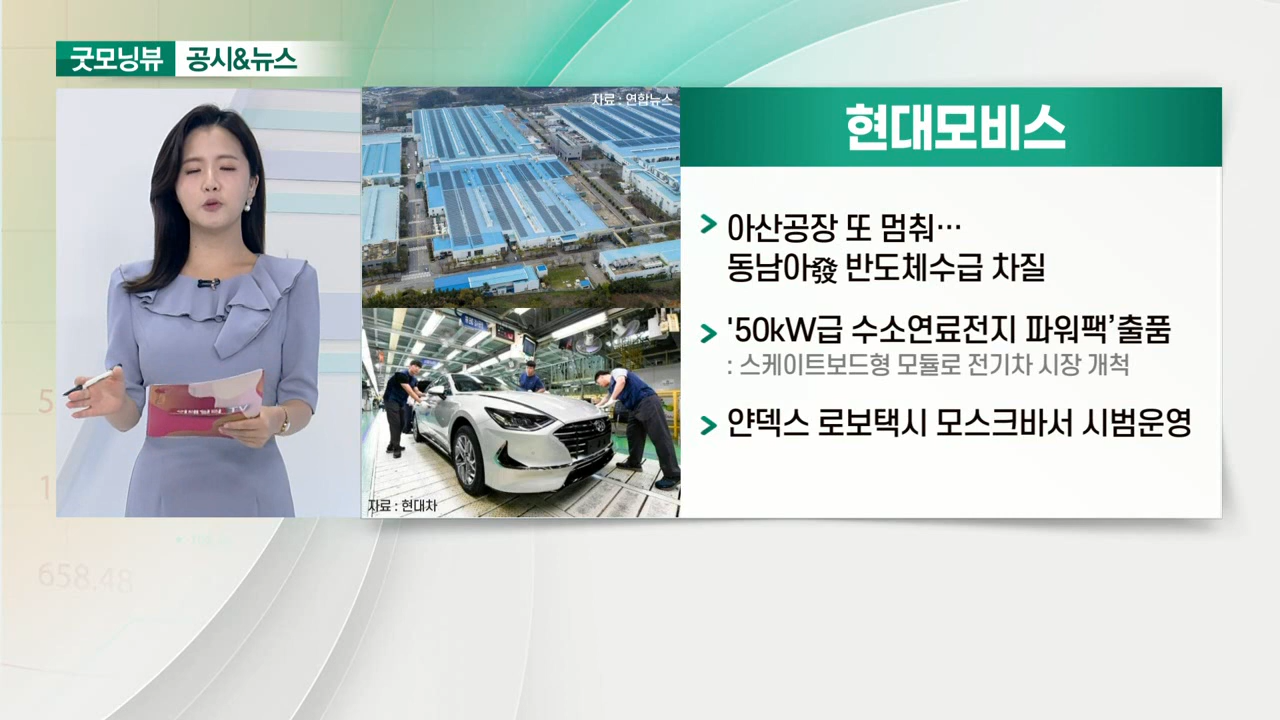 굿모닝뷰 공시&뉴스
자료 : 연합뉴스
현대모비스
아산공장 또 멈춰…
동남아發 반도체수급 차질
'50kW급 수소연료전지 파워팩’출품
: 스케이트보드형 모듈로 전기차 시장 개척
얀덱스 로보택시 모스크바서 시범운영
자료 : 현대차
658.48